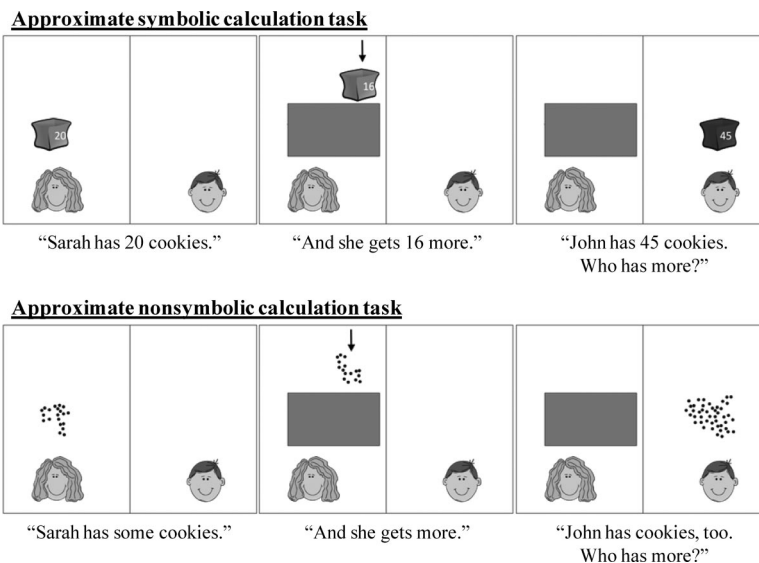 Approximate symbolic calculation task
20
16
45
“Sarah has 20 cookies.”
“And she gets 16 more.”
“John has 45 cookies.
Who has more?”
Approximate nonsymbolic calculation task
“Sarah has some cookies.”
“And she gets more.”
“John has cookies, too.
Who has more?”